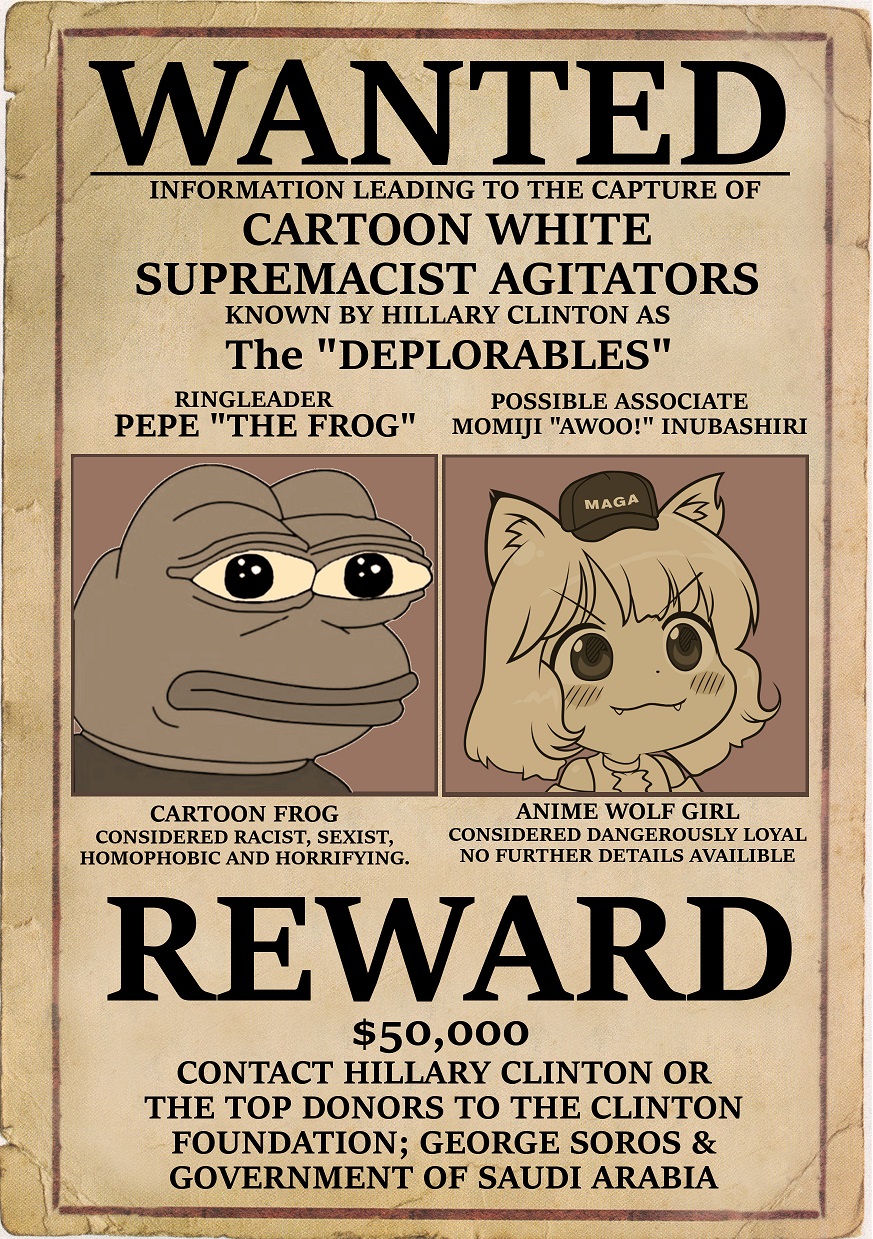 WANTED
INFORMATION LEADING TO THE CAPTURE OF
CARTOON WHITE
SUPREMACIST AGITATORS
KNOWN BY HILLARY CLINTON AS
The "DEPLORABLES"
RINGLEADER
PEPE "THE FROG"
POSSIBLE ASSOCIATE
MOMIJI "AWOO!" INUBASHIRI
MAGA
CARTOON FROG
CONSIDERED RACIST, SEXIST,
HOMOPHOBIC AND HORRIFYING.
ANIME WOLF GIRL
CONSIDERED DANGEROUSLY LOYAL
NO FURTHER DETAILS AVAILIBLE
REWARD
$50,000
CONTACT HILLARY CLINTON OR
THE TOP DONORS TO THE CLINTON
FOUNDATION; GEORGE SOROS &
GOVERNMENT OF SAUDI ARABIA